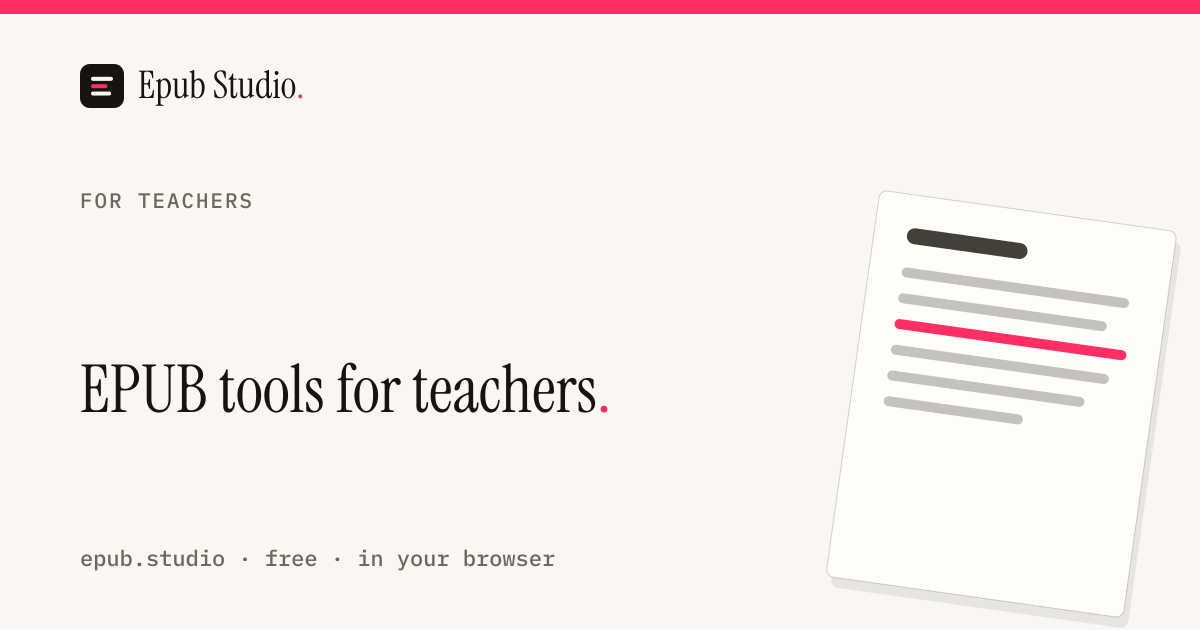 Epub Studio.
FOR TEACHERS
EPUB tools for teachers.
epub.studio · free · in your browser